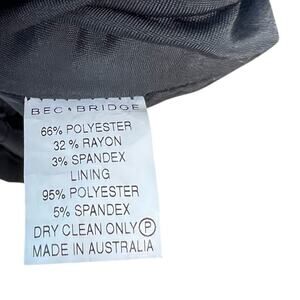 BEC+BRIDGE
66% POLYESTER
32% RAYON
3% SPANDEX
LINING
95% POLYESTER
5% SPANDEX
DRY CLEAN ONLY Ⓟ
MADE IN AUSTRALIA